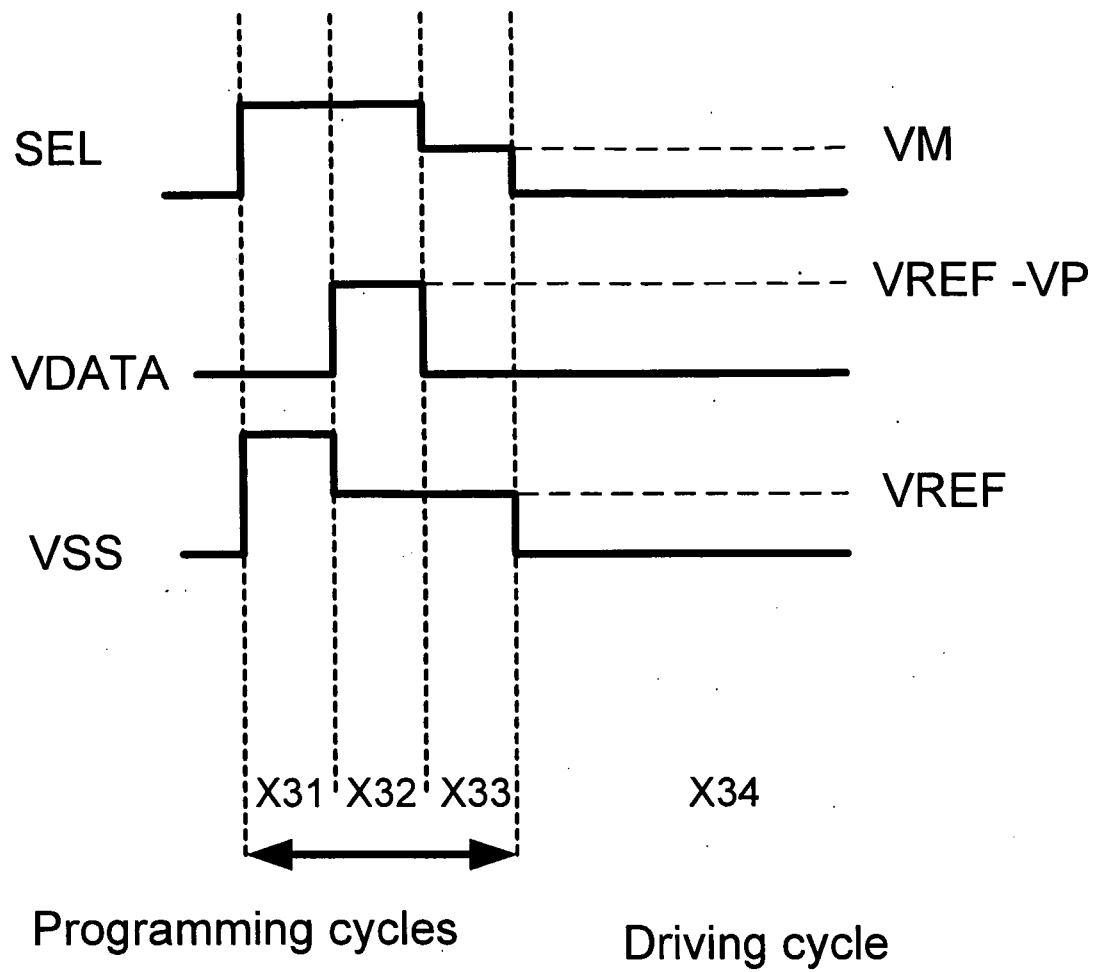 SEL
VM
VREF -VP
VDATA
VREF
VSS
X31 X32 X33 X34
Programming cycles
Driving cycle